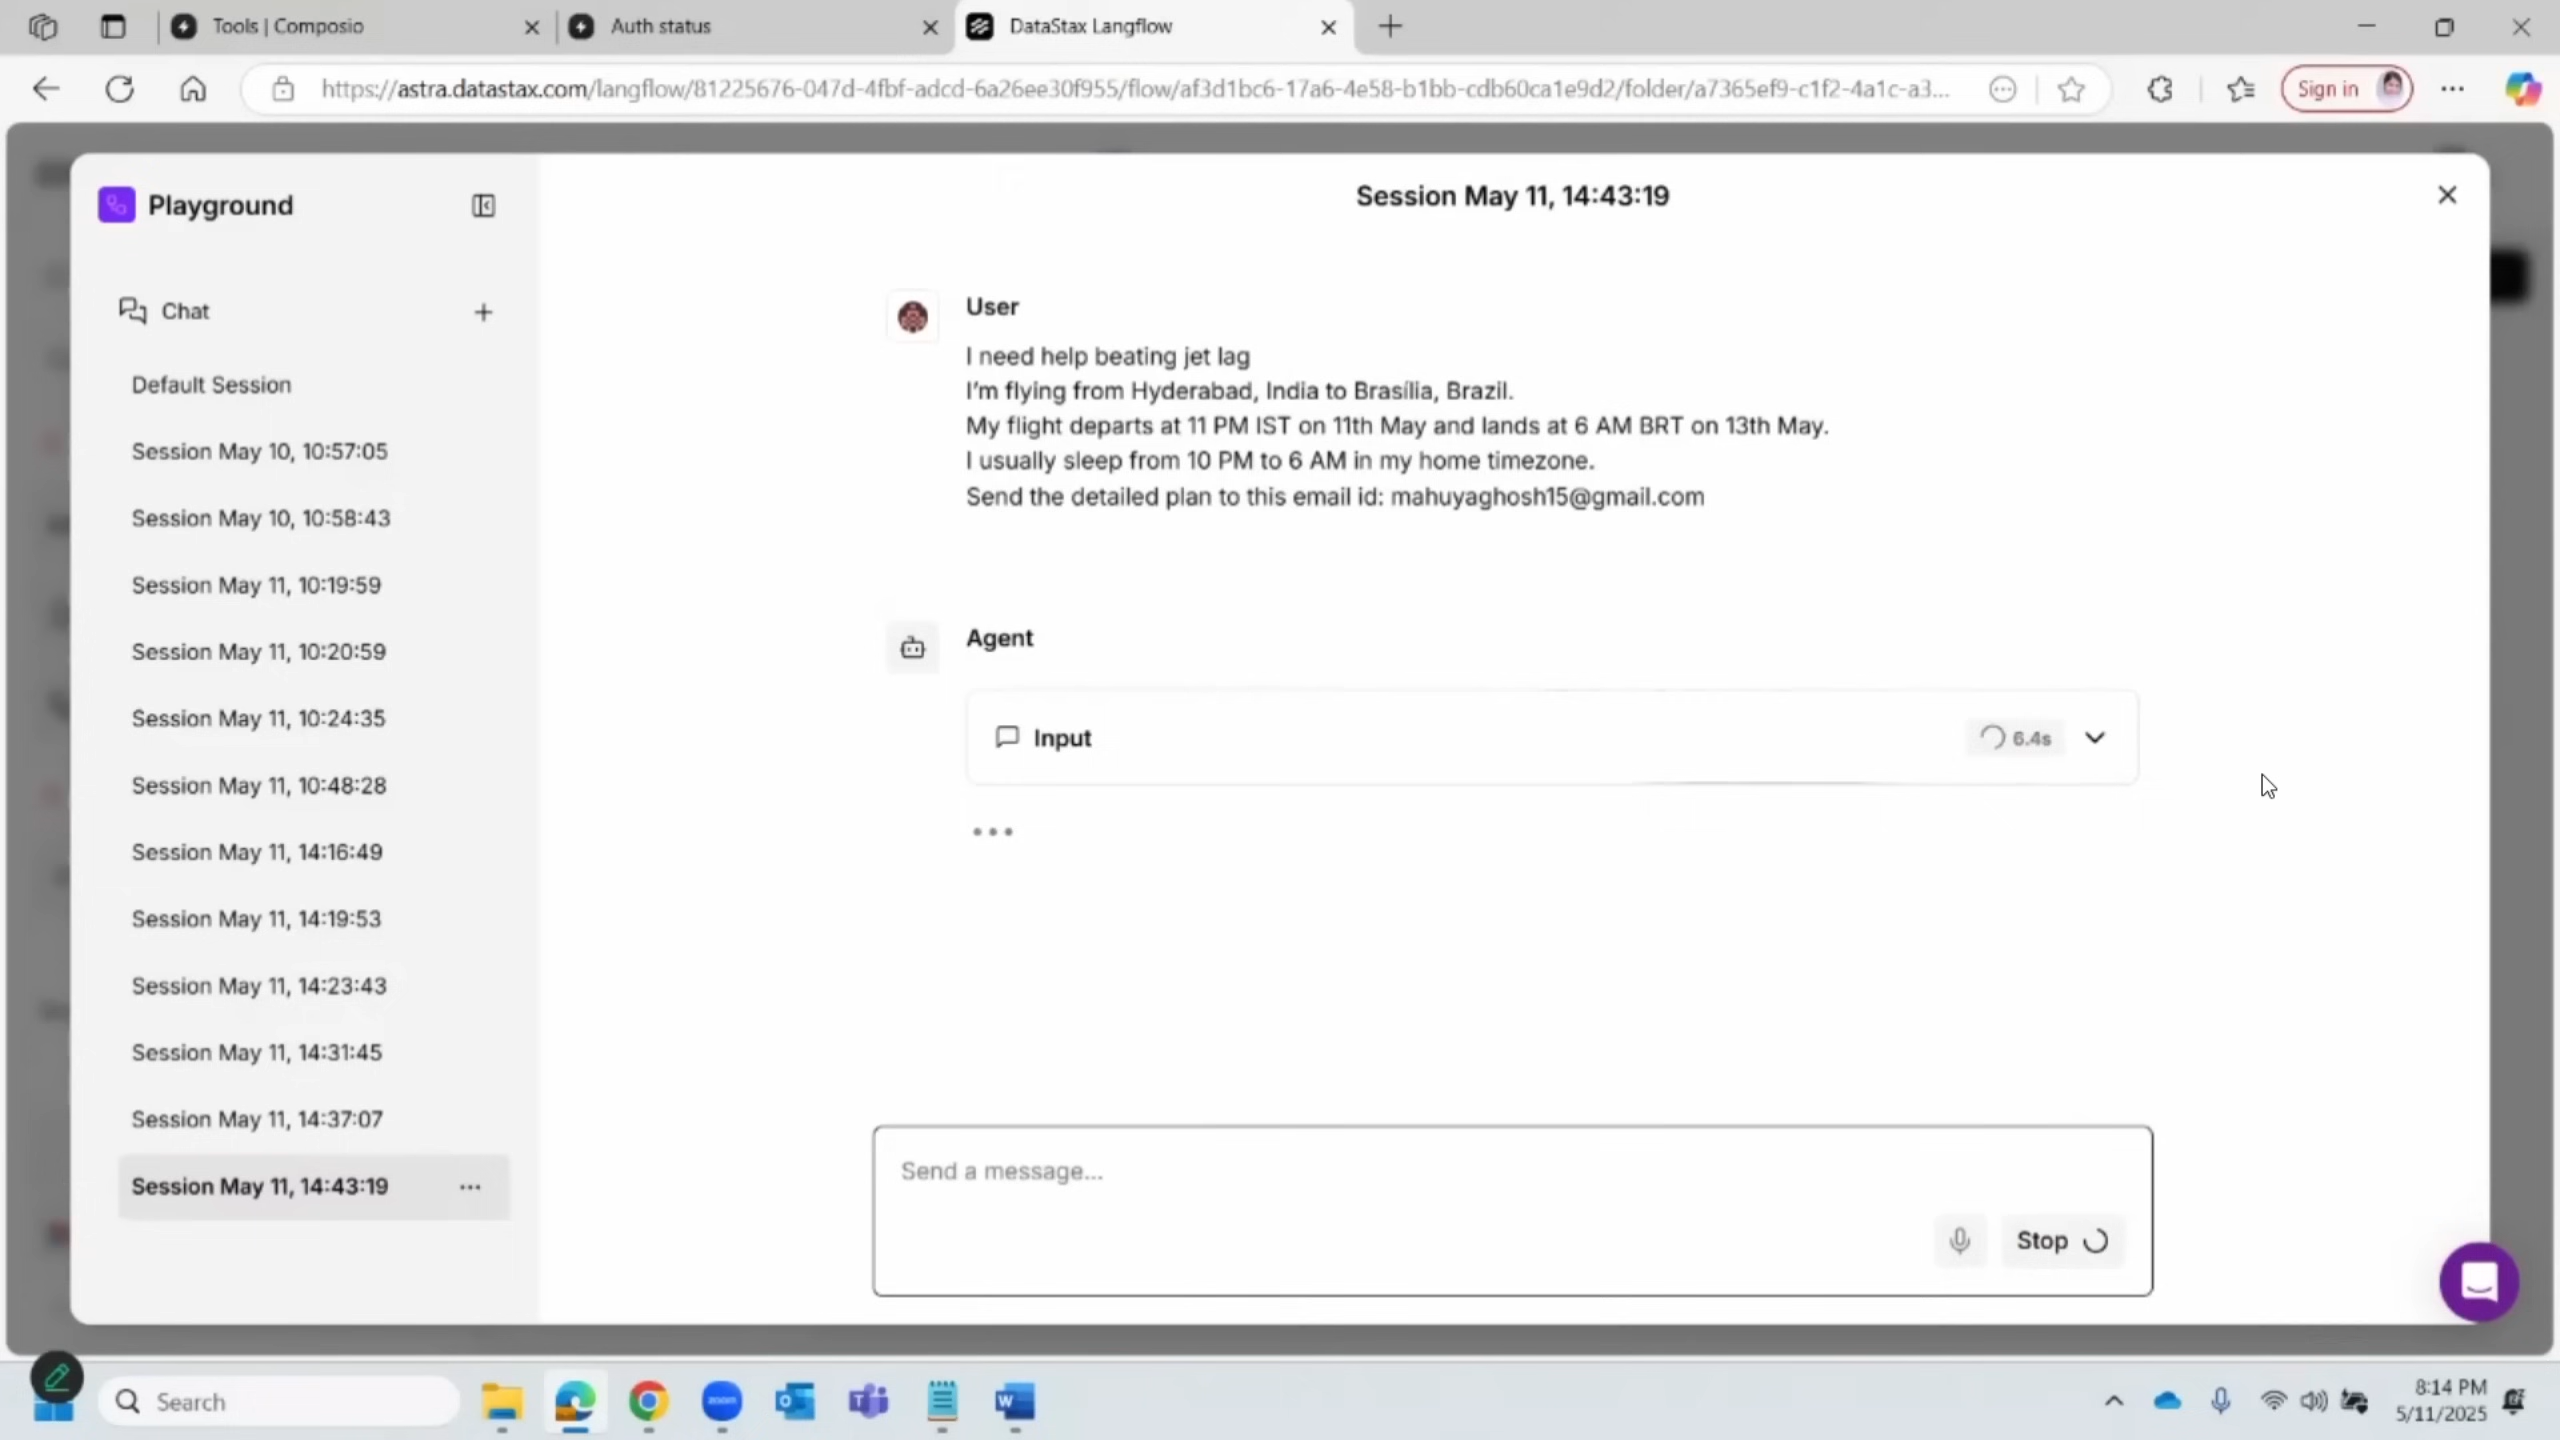 Tools | Composio
Auth status
DataStax Langflow
https://astra.datastax.com/langflow/81225676-047d-4fbf-adcd-6a26ee30f955/flow/af3d1bc6-17a6-4e58-b1bb-cdb60ca1e9d2/folder/a7365ef9-c1f2-4a1c-a3...
Sign in
Playground
Session May 11, 14:43:19
Chat
Default Session
Session May 10, 10:57:05
Session May 10, 10:58:43
Session May 11, 10:19:59
Session May 11, 10:20:59
Session May 11, 10:24:35
Session May 11, 10:48:28
Session May 11, 14:16:49
Session May 11, 14:19:53
Session May 11, 14:23:43
Session May 11, 14:31:45
Session May 11, 14:37:07
Session May 11, 14:43:19
User
I need help beating jet lag
I'm flying from Hyderabad, India to Brasília, Brazil.
My flight departs at 11 PM IST on 11th May and lands at 6 AM BRT on 13th May.
I usually sleep from 10 PM to 6 AM in my home timezone.
Send the detailed plan to this email id: mahuyaghosh15@gmail.com
Agent
Input
6.4s
Send a message...
Stop
Search
zoom
8:14 PM
5/11/2025